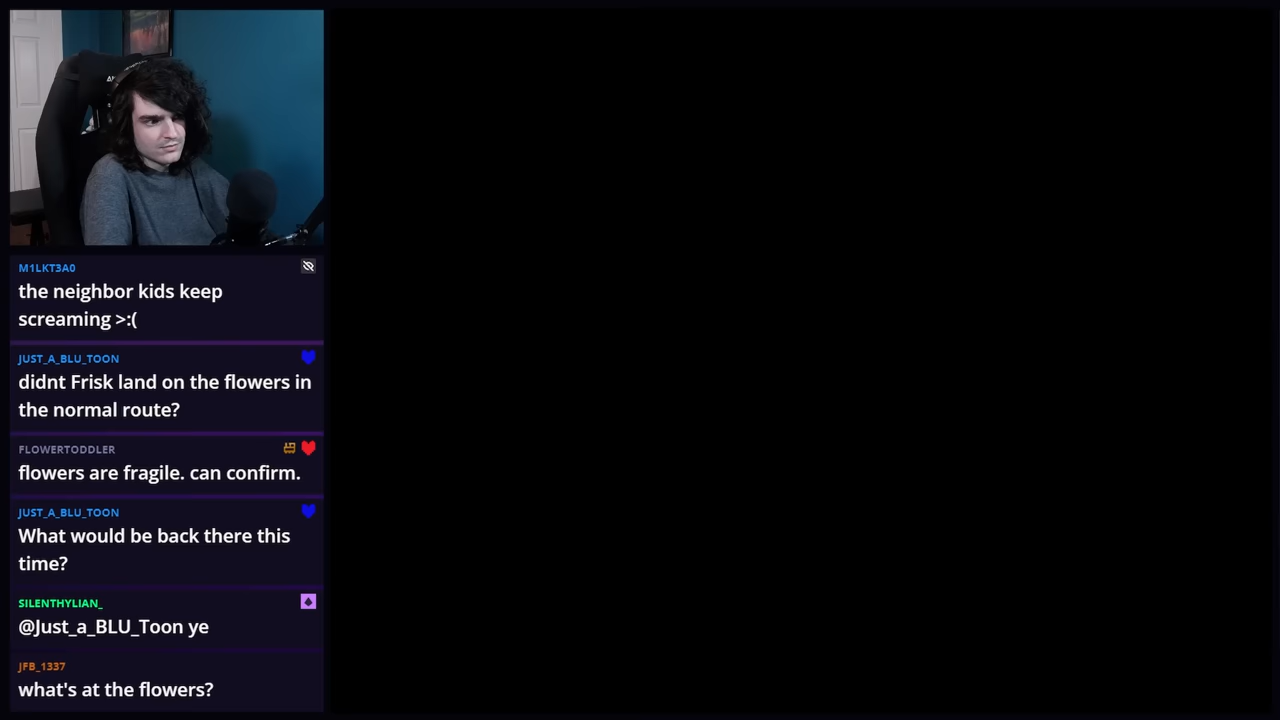 M1LKT3A0
the neighbor kids keep
screaming >:(
JUST_A_BLU_TOON
didnt Frisk land on the flowers in
the normal route?
FLOWERTODDLER
flowers are fragile. can confirm.
JUST_A_BLU_TOON
What would be back there this
time?
SILENTHYLIAN_
@Just_a_BLU_Toon ye
JFB_1337
what's at the flowers?